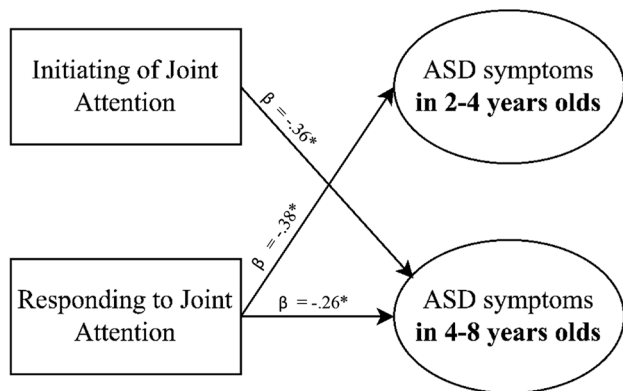 Initiating of Joint
Attention
ASD symptoms
in 2-4 years olds
β = -.36*
β = -.38*
Responding to Joint
Attention
β = -.26*
ASD symptoms
in 4-8 years olds